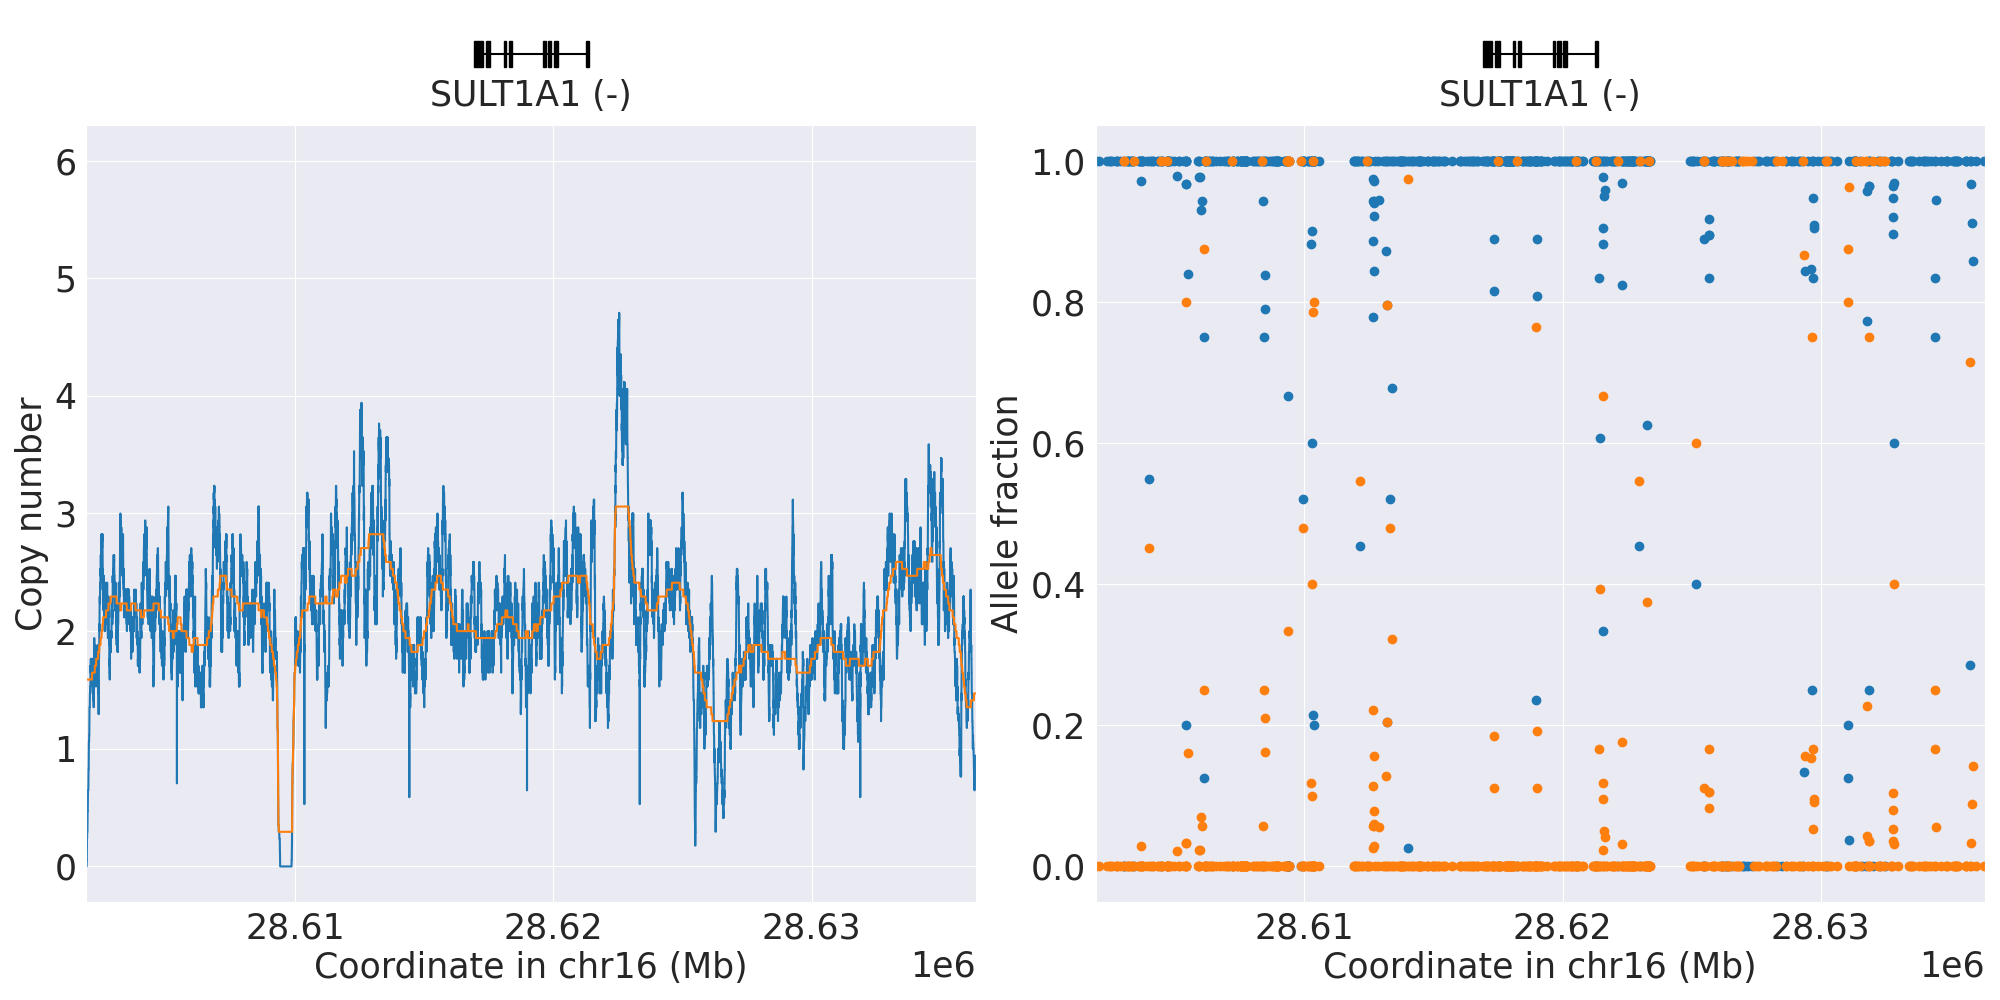 SULT1A1 (-)
6
5
4
3
2
1
0
Copy number
28.61
28.62
28.63
Coordinate in chr16 (Mb)
1e6
SULT1A1 (-)
1.0
0.8
0.6
0.4
0.2
0.0
Allele fraction
28.61
28.62
28.63
Coordinate in chr16 (Mb)
1e6